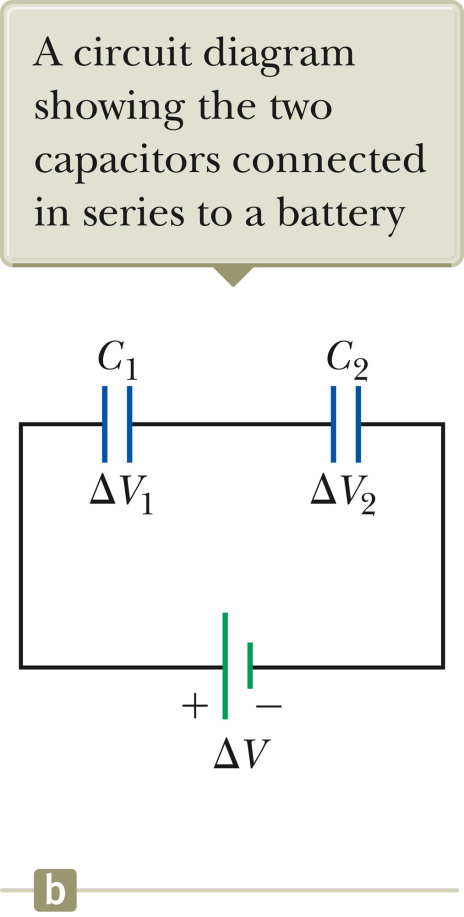 A circuit diagram
showing the two
capacitors connected
in series to a battery
C₁ C₂
ΔV₁ ΔV₂
+ −
ΔV
b